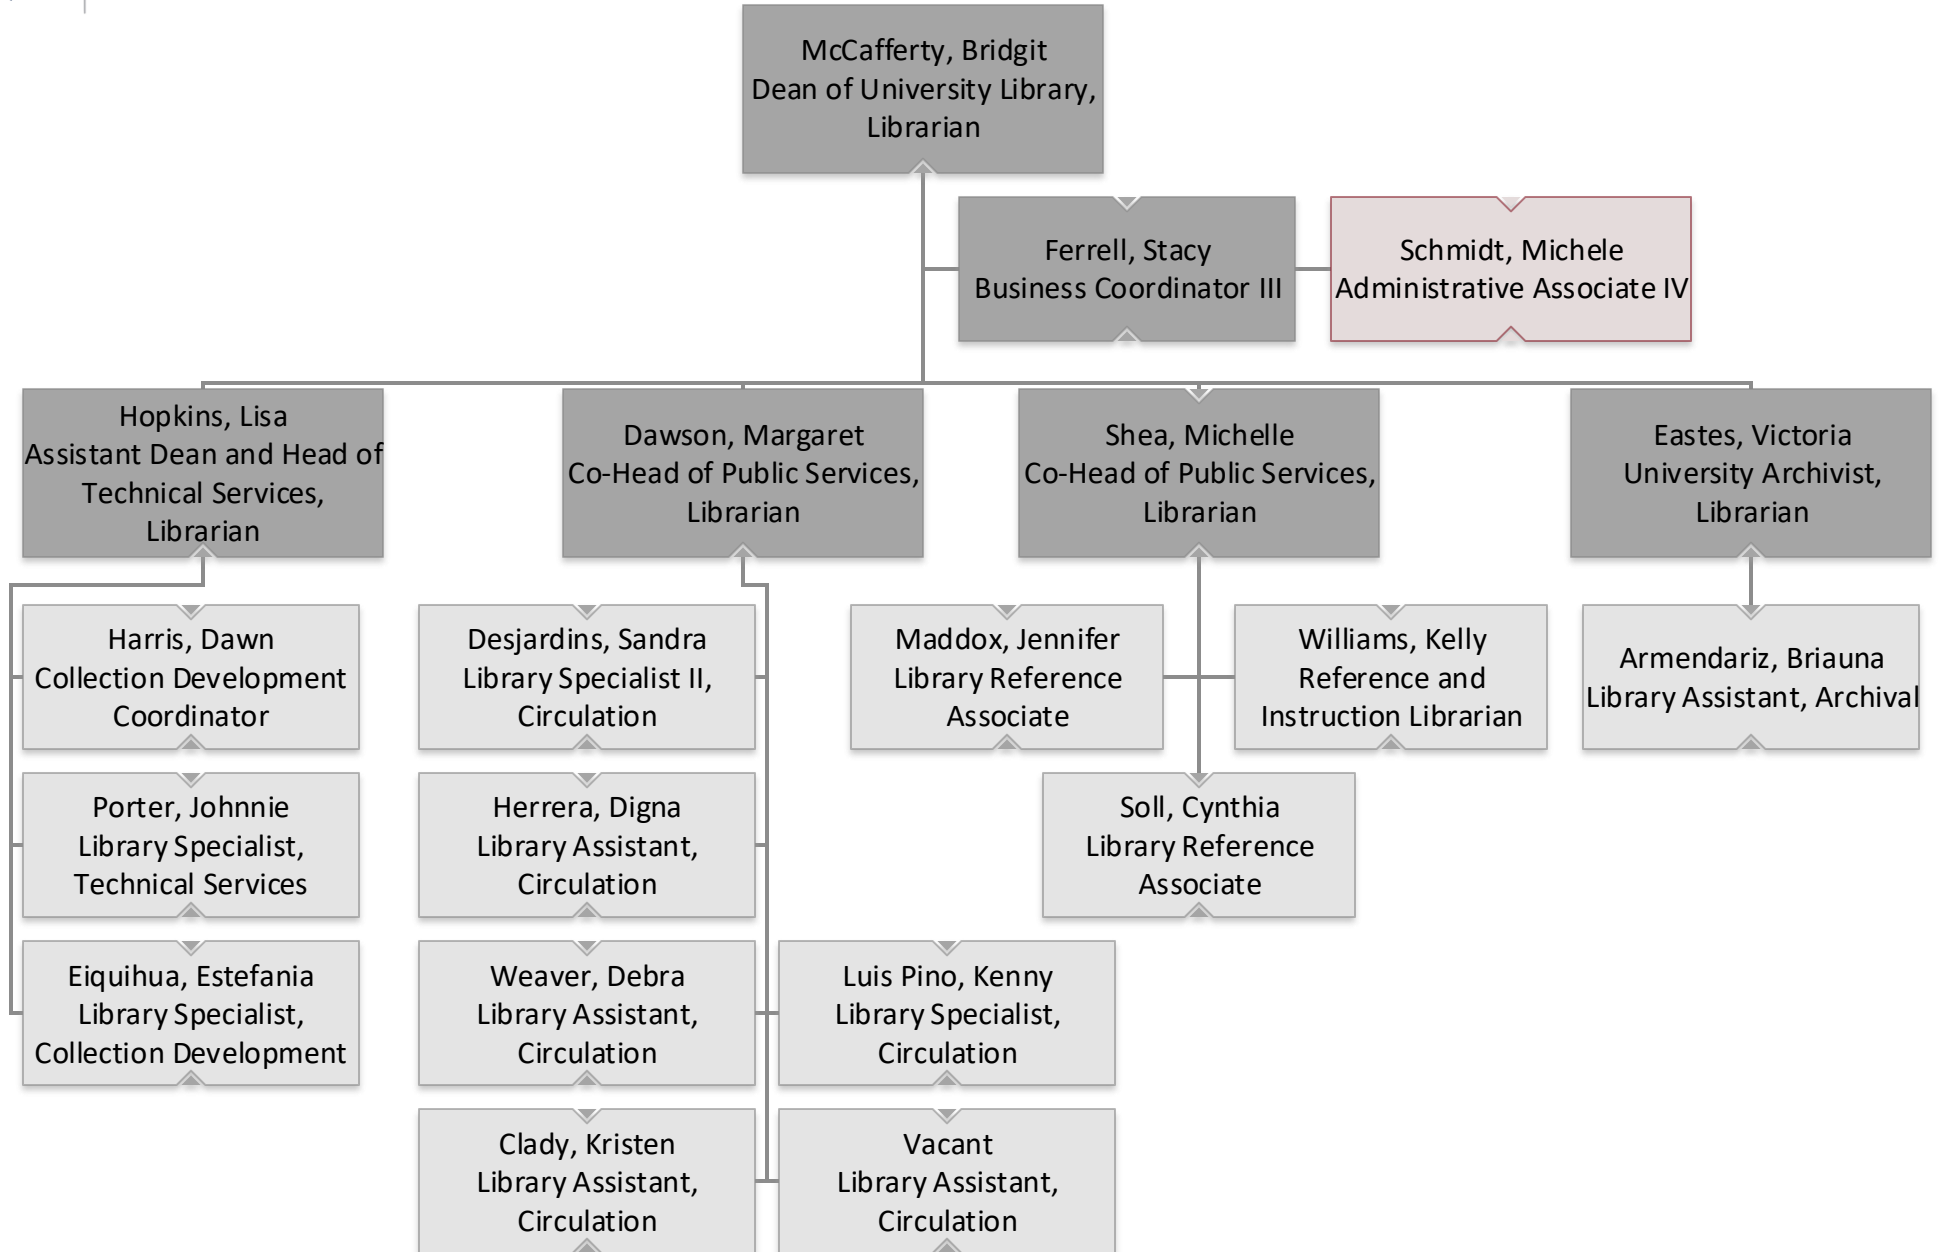 McCafferty, Bridgit
Dean of University Library,
Librarian
Ferrell, Stacy
Business Coordinator III
Schmidt, Michele
Administrative Associate IV
Hopkins, Lisa
Assistant Dean and Head of
Technical Services,
Librarian
Dawson, Margaret
Co-Head of Public Services,
Librarian
Shea, Michelle
Co-Head of Public Services,
Librarian
Eastes, Victoria
University Archivist,
Librarian
Harris, Dawn
Collection Development
Coordinator
Desjardins, Sandra
Library Specialist II,
Circulation
Maddox, Jennifer
Library Reference
Associate
Williams, Kelly
Reference and
Instruction Librarian
Armendariz, Briauna
Library Assistant, Archival
Porter, Johnnie
Library Specialist,
Technical Services
Herrera, Digna
Library Assistant,
Circulation
Soll, Cynthia
Library Reference
Associate
Eiquihua, Estefania
Library Specialist,
Collection Development
Weaver, Debra
Library Assistant,
Circulation
Luis Pino, Kenny
Library Specialist,
Circulation
Clady, Kristen
Library Assistant,
Circulation
Vacant
Library Assistant,
Circulation